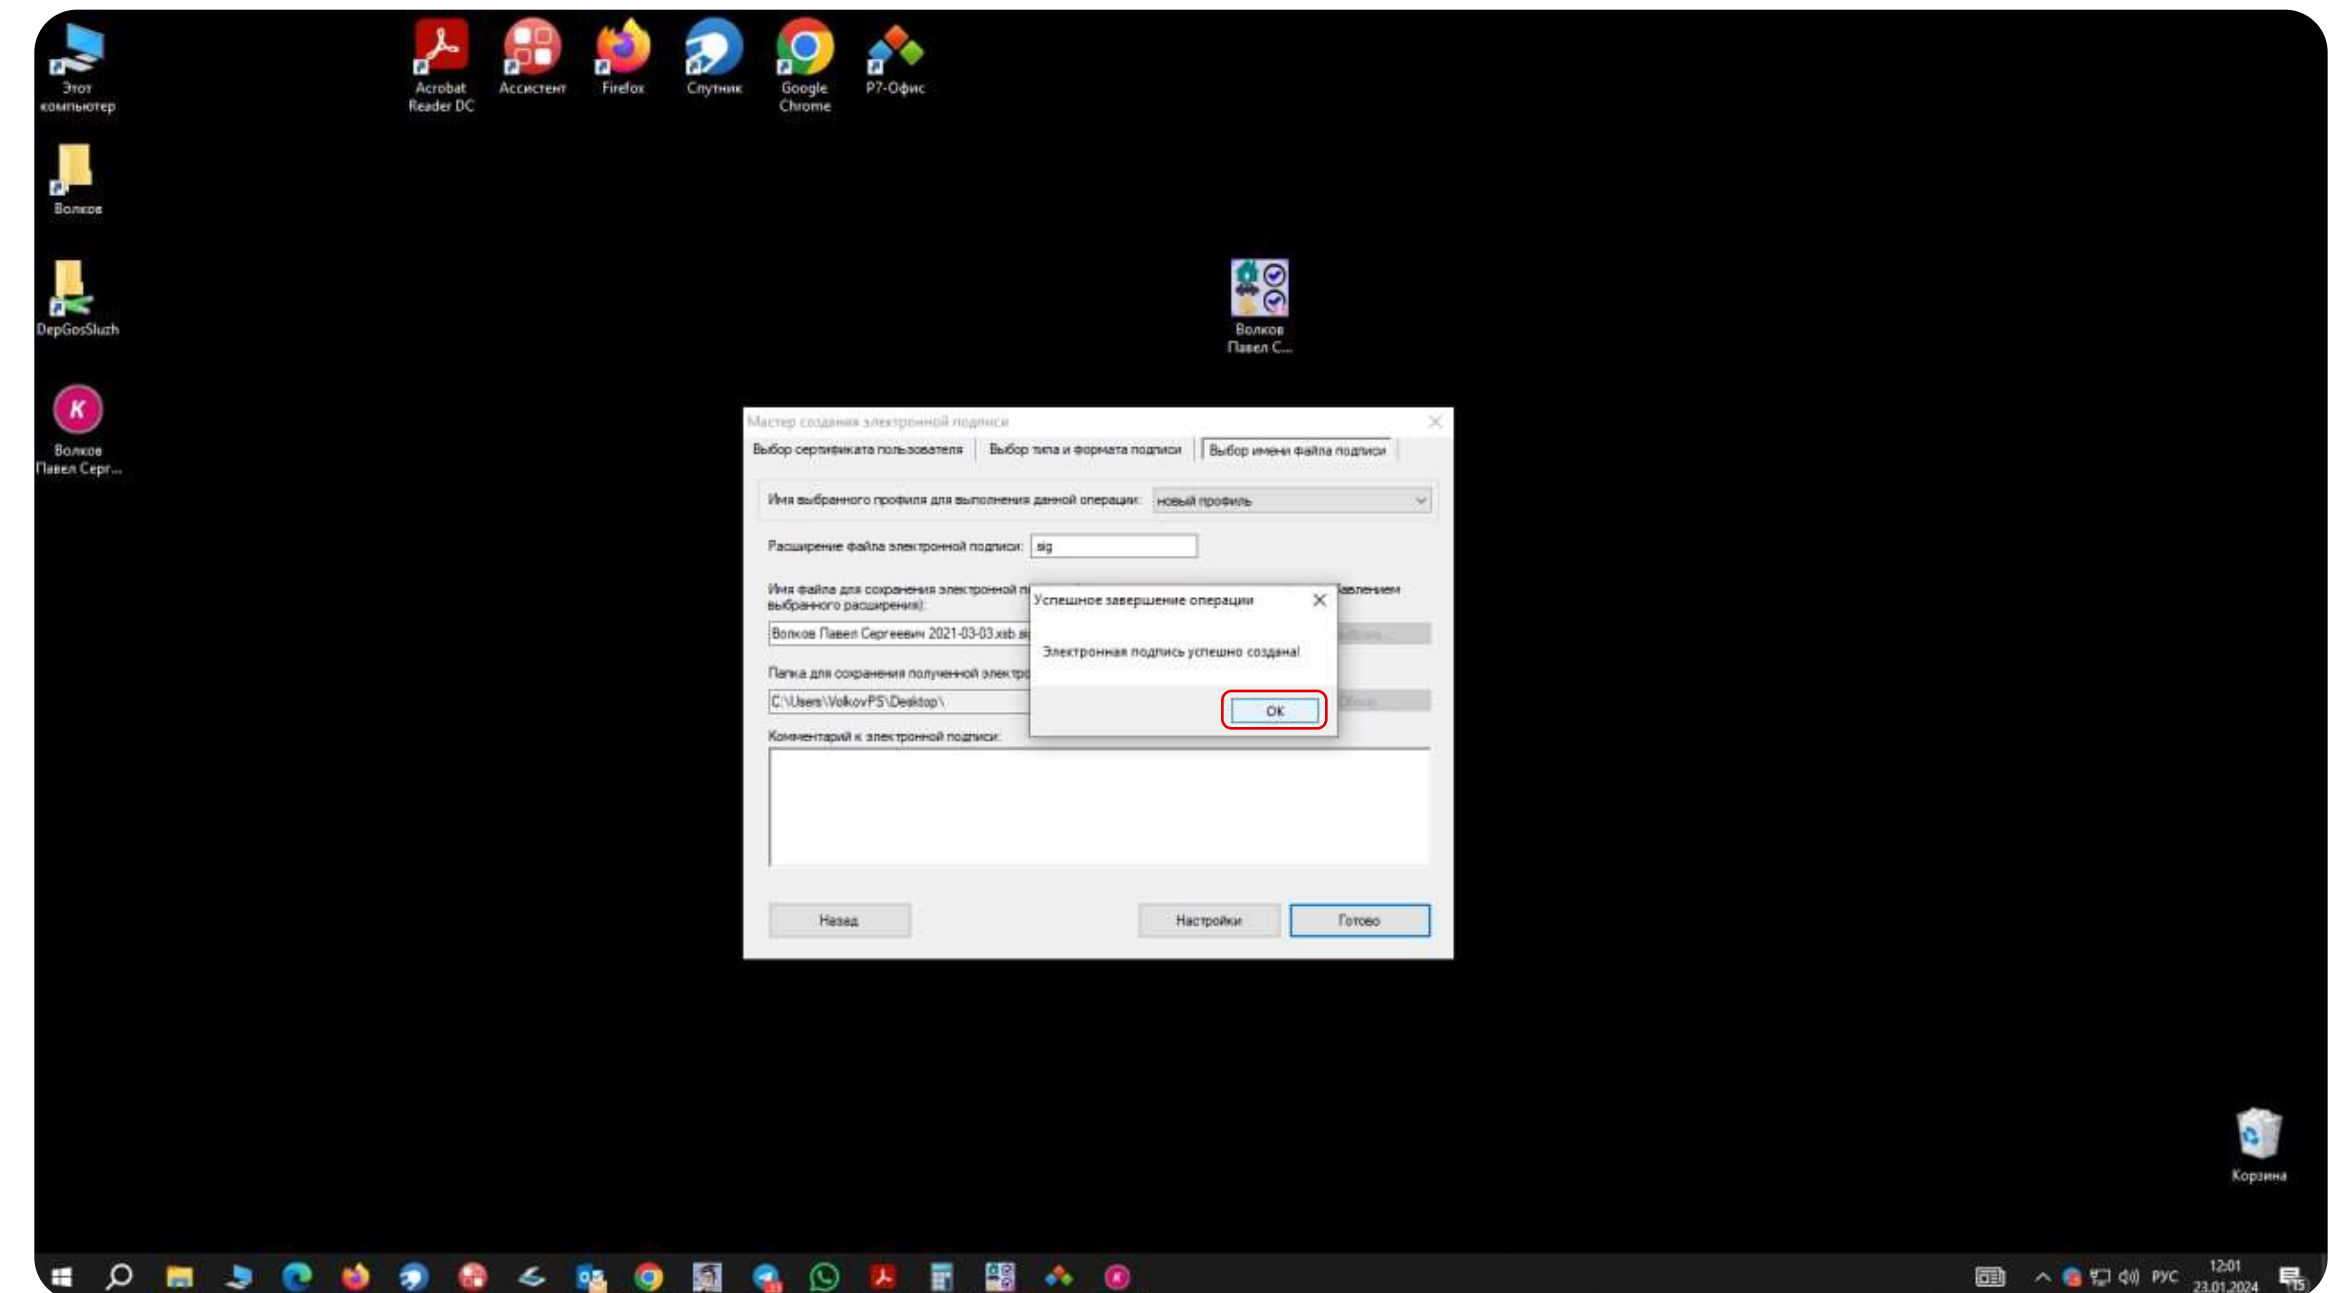 Этот
компьютер
Acrobat
Reader DC
Ассистент
Firefox
Спутник
Google
Chrome
Р7-Офис
Волков
DepGosSluzh
Волков
Павел Серг...
Волков
Павел С...
Мастер создания электронной подписи
Выбор сертификата пользователя
Выбор типа и формата подписи
Выбор имени файла подписи
Имя выбранного профиля для выполнения данной операции:
новый профиль
Расширение файла электронной подписи:
sig
Имя файла для сохранения электронной
выбранного расширения):
Волков Павел Сергеевич 2021-03-03.xsb
Папка для сохранения полученной
C:\Users\VolkovPS\Desktop\
Успешное завершение операции
Электронная подпись успешно создана!
OK
Комментарий к электронной подписи:
Назад
Настройки
Готово
Корзина
РУС
12:01
23.01.2024
15